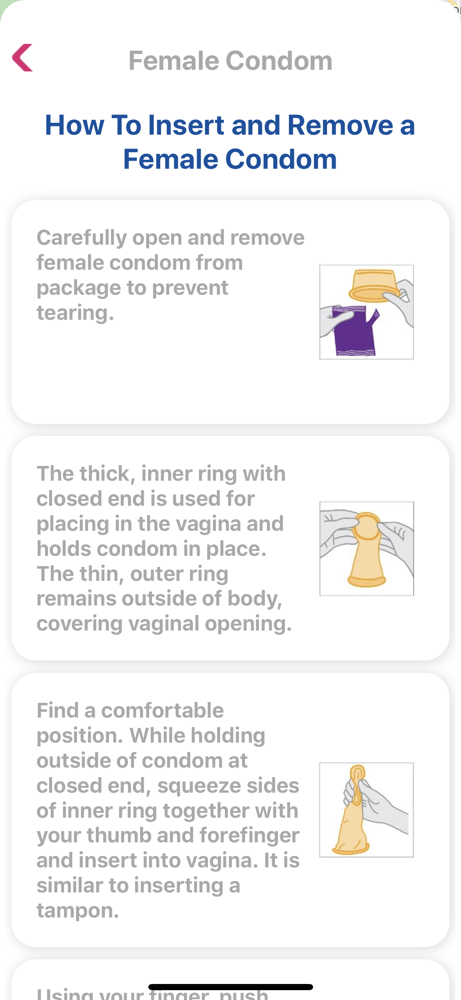 Female Condom
How To Insert and Remove a
Female Condom
Carefully open and remove
female condom from
package to prevent
tearing.
The thick, inner ring with
closed end is used for
placing in the vagina and
holds condom in place.
The thin, outer ring
remains outside of body,
covering vaginal opening.
Find a comfortable
position. While holding
outside of condom at
closed end, squeeze sides
of inner ring together with
your thumb and forefinger
and insert into vagina. It is
similar to inserting a
tampon.
Using your finger, push